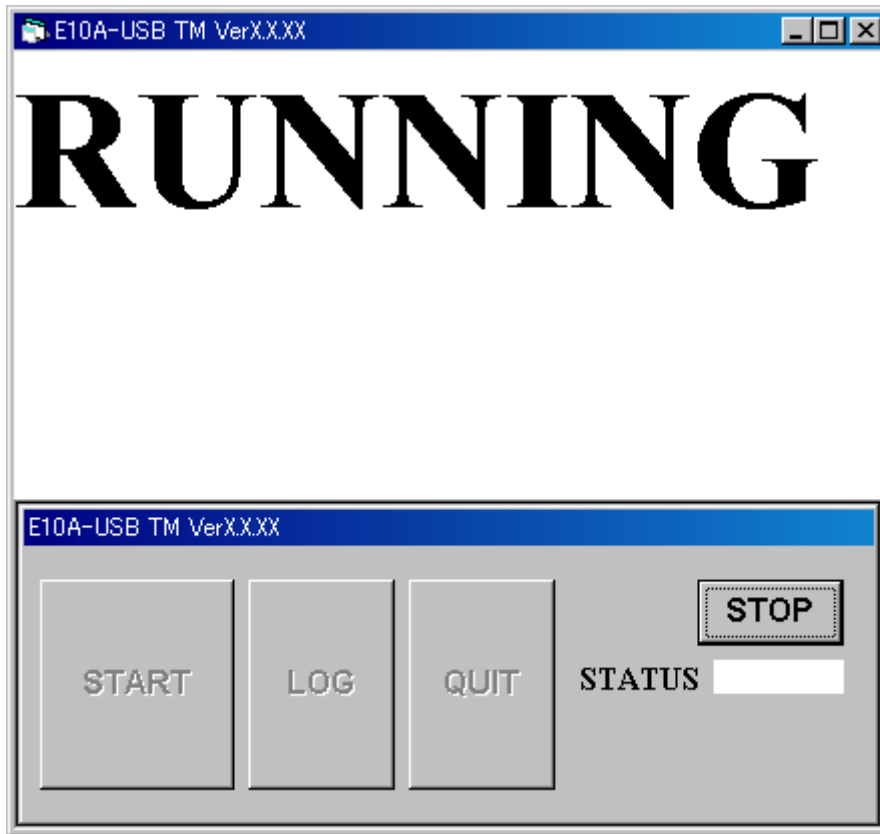 E10A-USB TM VerX.X.XX
RUNNING
E10A-USB TM VerX.X.XX
STOP
START LOG QUIT STATUS